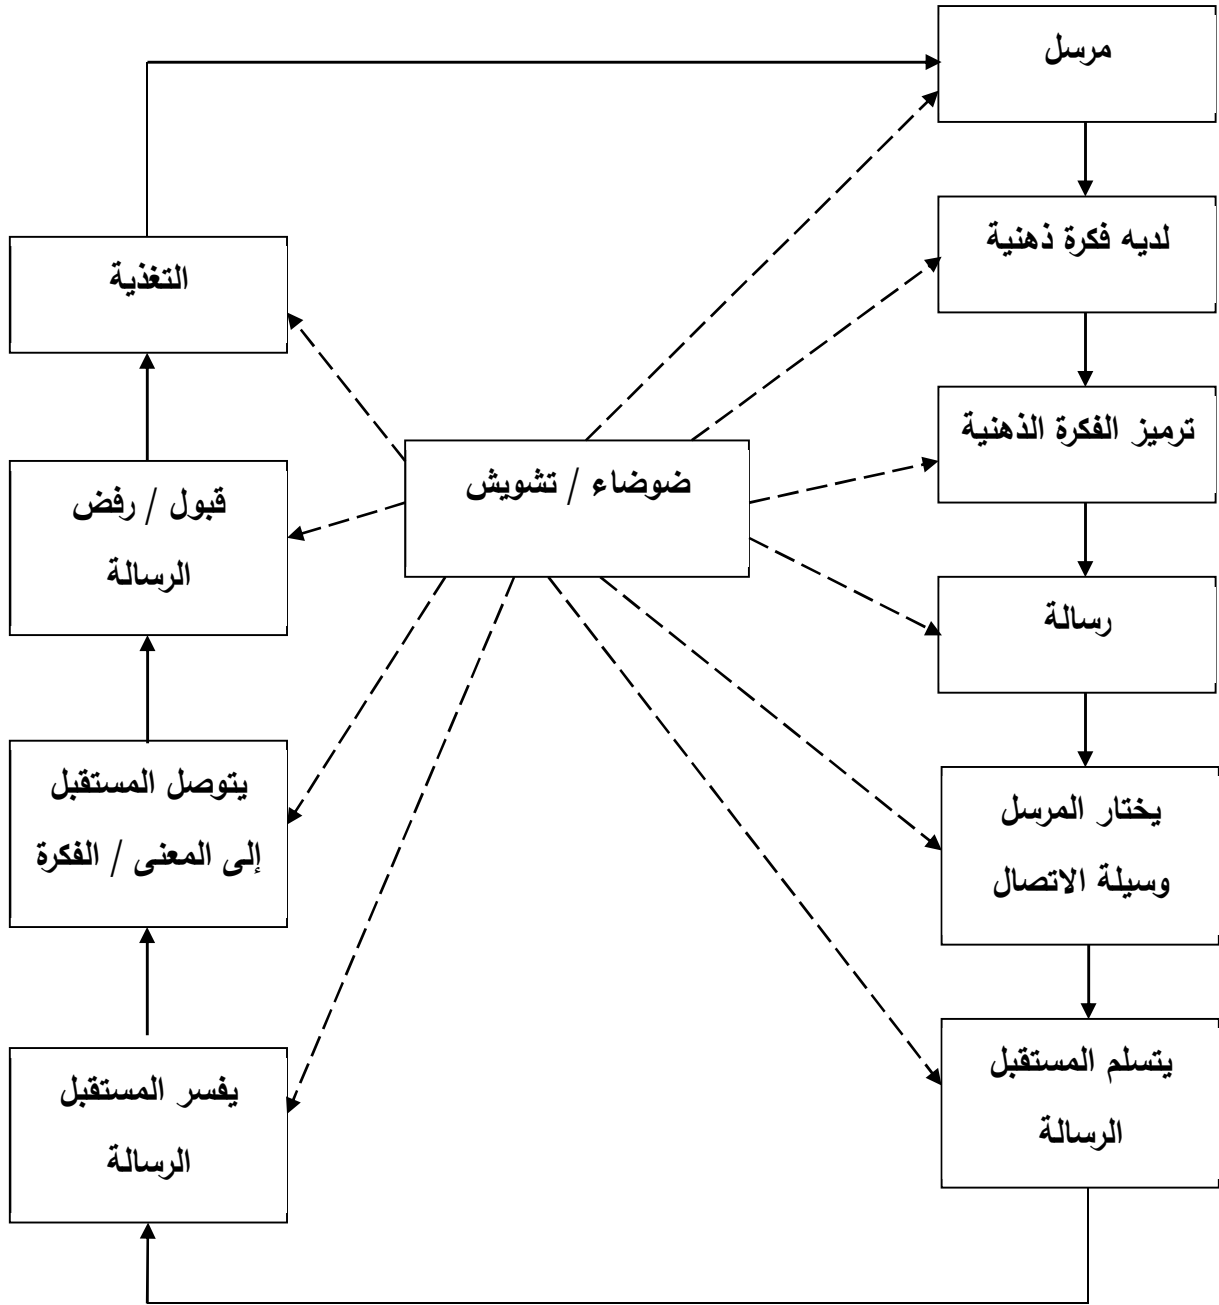 مرسل
لديه فكرة ذهنية
التغذية
ترميز الفكرة الذهنية
ضوضاء / تشويش
قبول / رفض
الرسالة
رسالة
يختار المرسل
وسيلة الاتصال
يتوصل المستقبل
إلى المعنى / الفكرة
يتسلم المستقبل
الرسالة
يفسر المستقبل
الرسالة